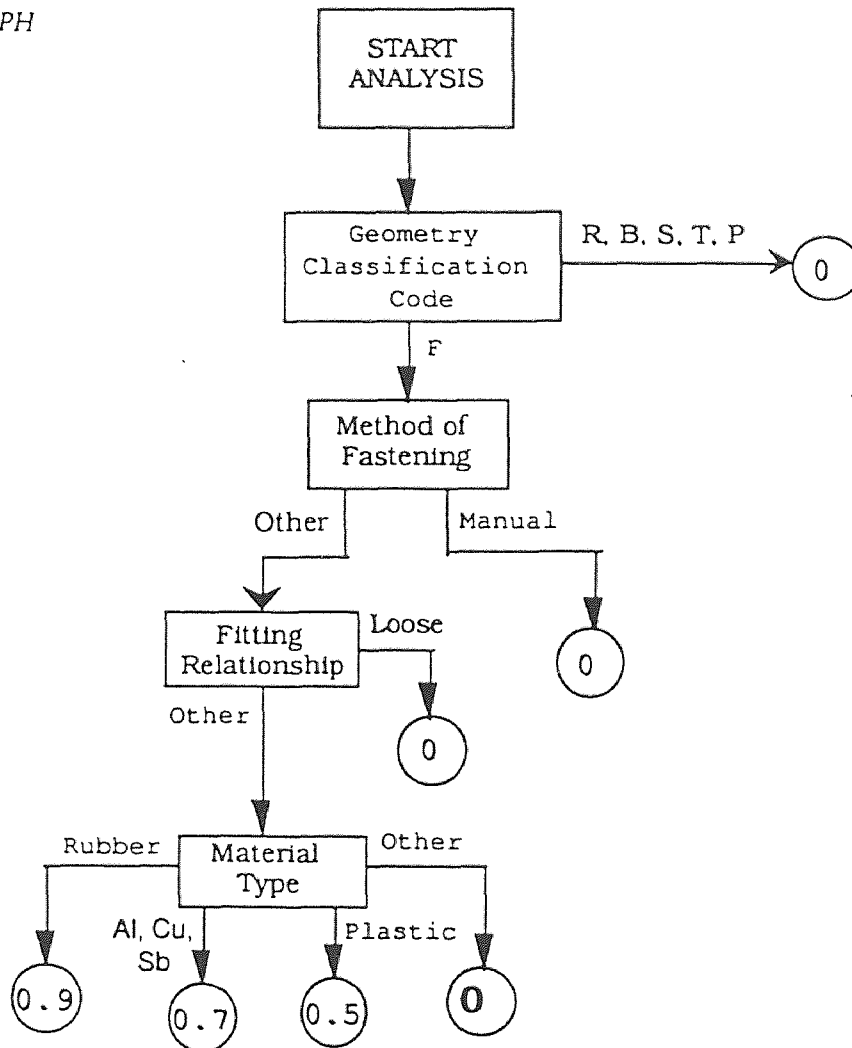 PH
START
ANALYSIS
Geometry
Classification
Code
R, B, S, T, P
0
F
Method of
Fastening
Other
Manual
Fitting
Relationship
Loose
0
0
Other
Material
Type
Rubber
Other
Al, Cu,
Sb
Plastic
0.9
0.7
0.5
0